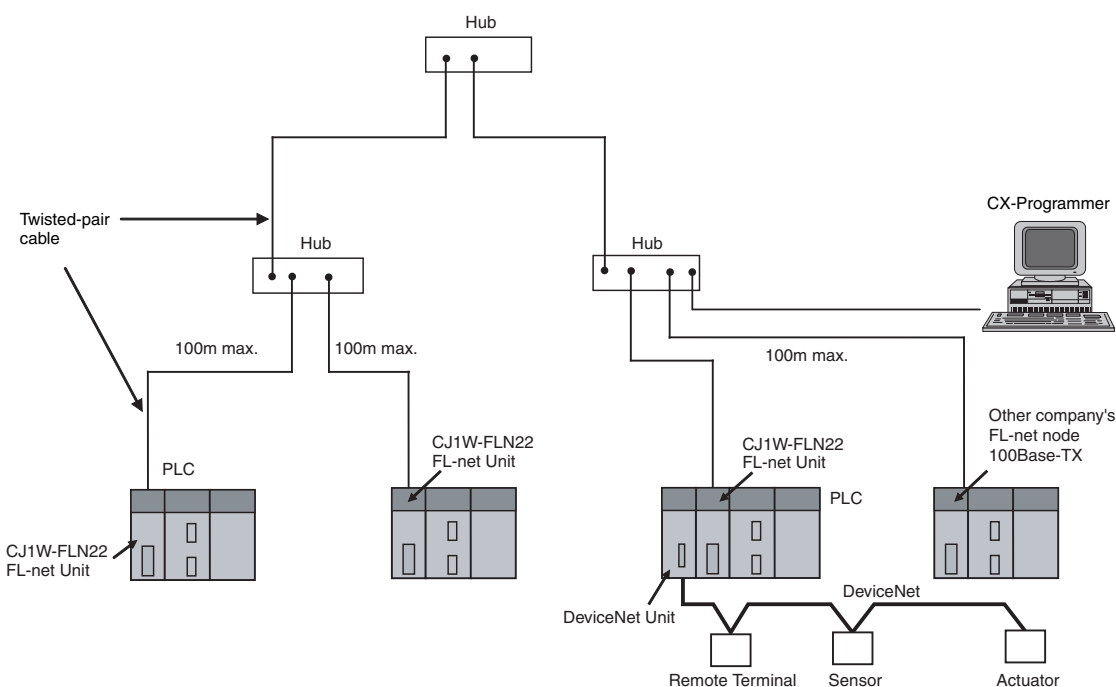 Hub
CX-Programmer
Twisted-pair
cable
Hub
Hub
100m max.
100m max.
100m max.
Other company's
FL-net node
100Base-TX
CJ1W-FLN22
FL-net Unit
CJ1W-FLN22
FL-net Unit
PLC
PLC
CJ1W-FLN22
FL-net Unit
DeviceNet
DeviceNet Unit
Remote Terminal
Sensor
Actuator